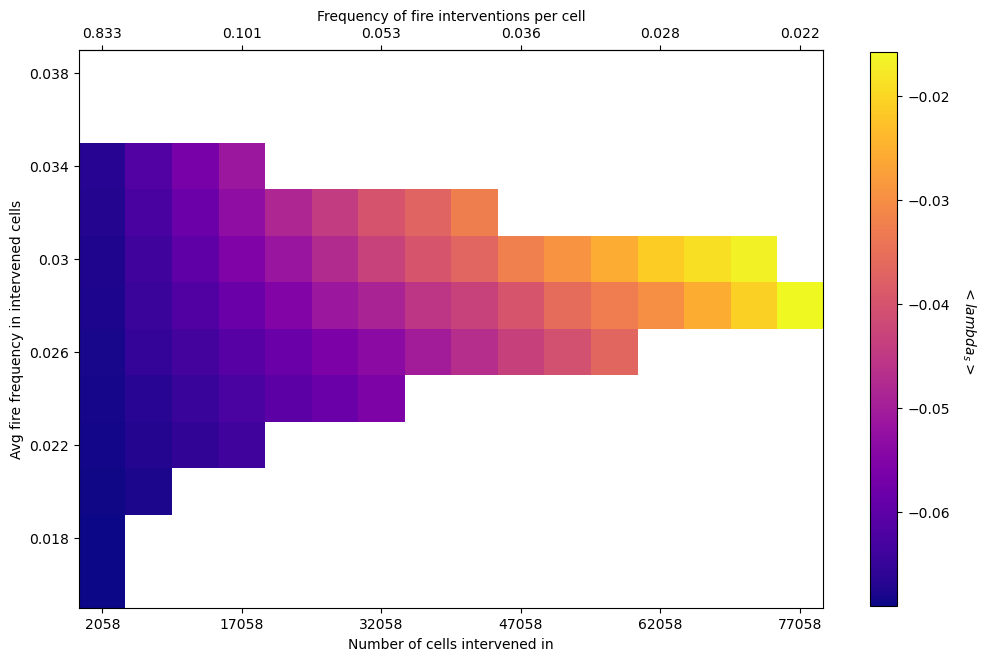 Frequency of fire interventions per cell
0.833 0.101 0.053 0.036 0.028 0.022
Avg fire frequency in intervened cells
0.038
0.034
0.03
0.026
0.022
0.018
2058 17058 32058 47058 62058 77058
Number of cells intervened in
−0.02
−0.03
−0.04
−0.05
−0.06
< lambda_s >